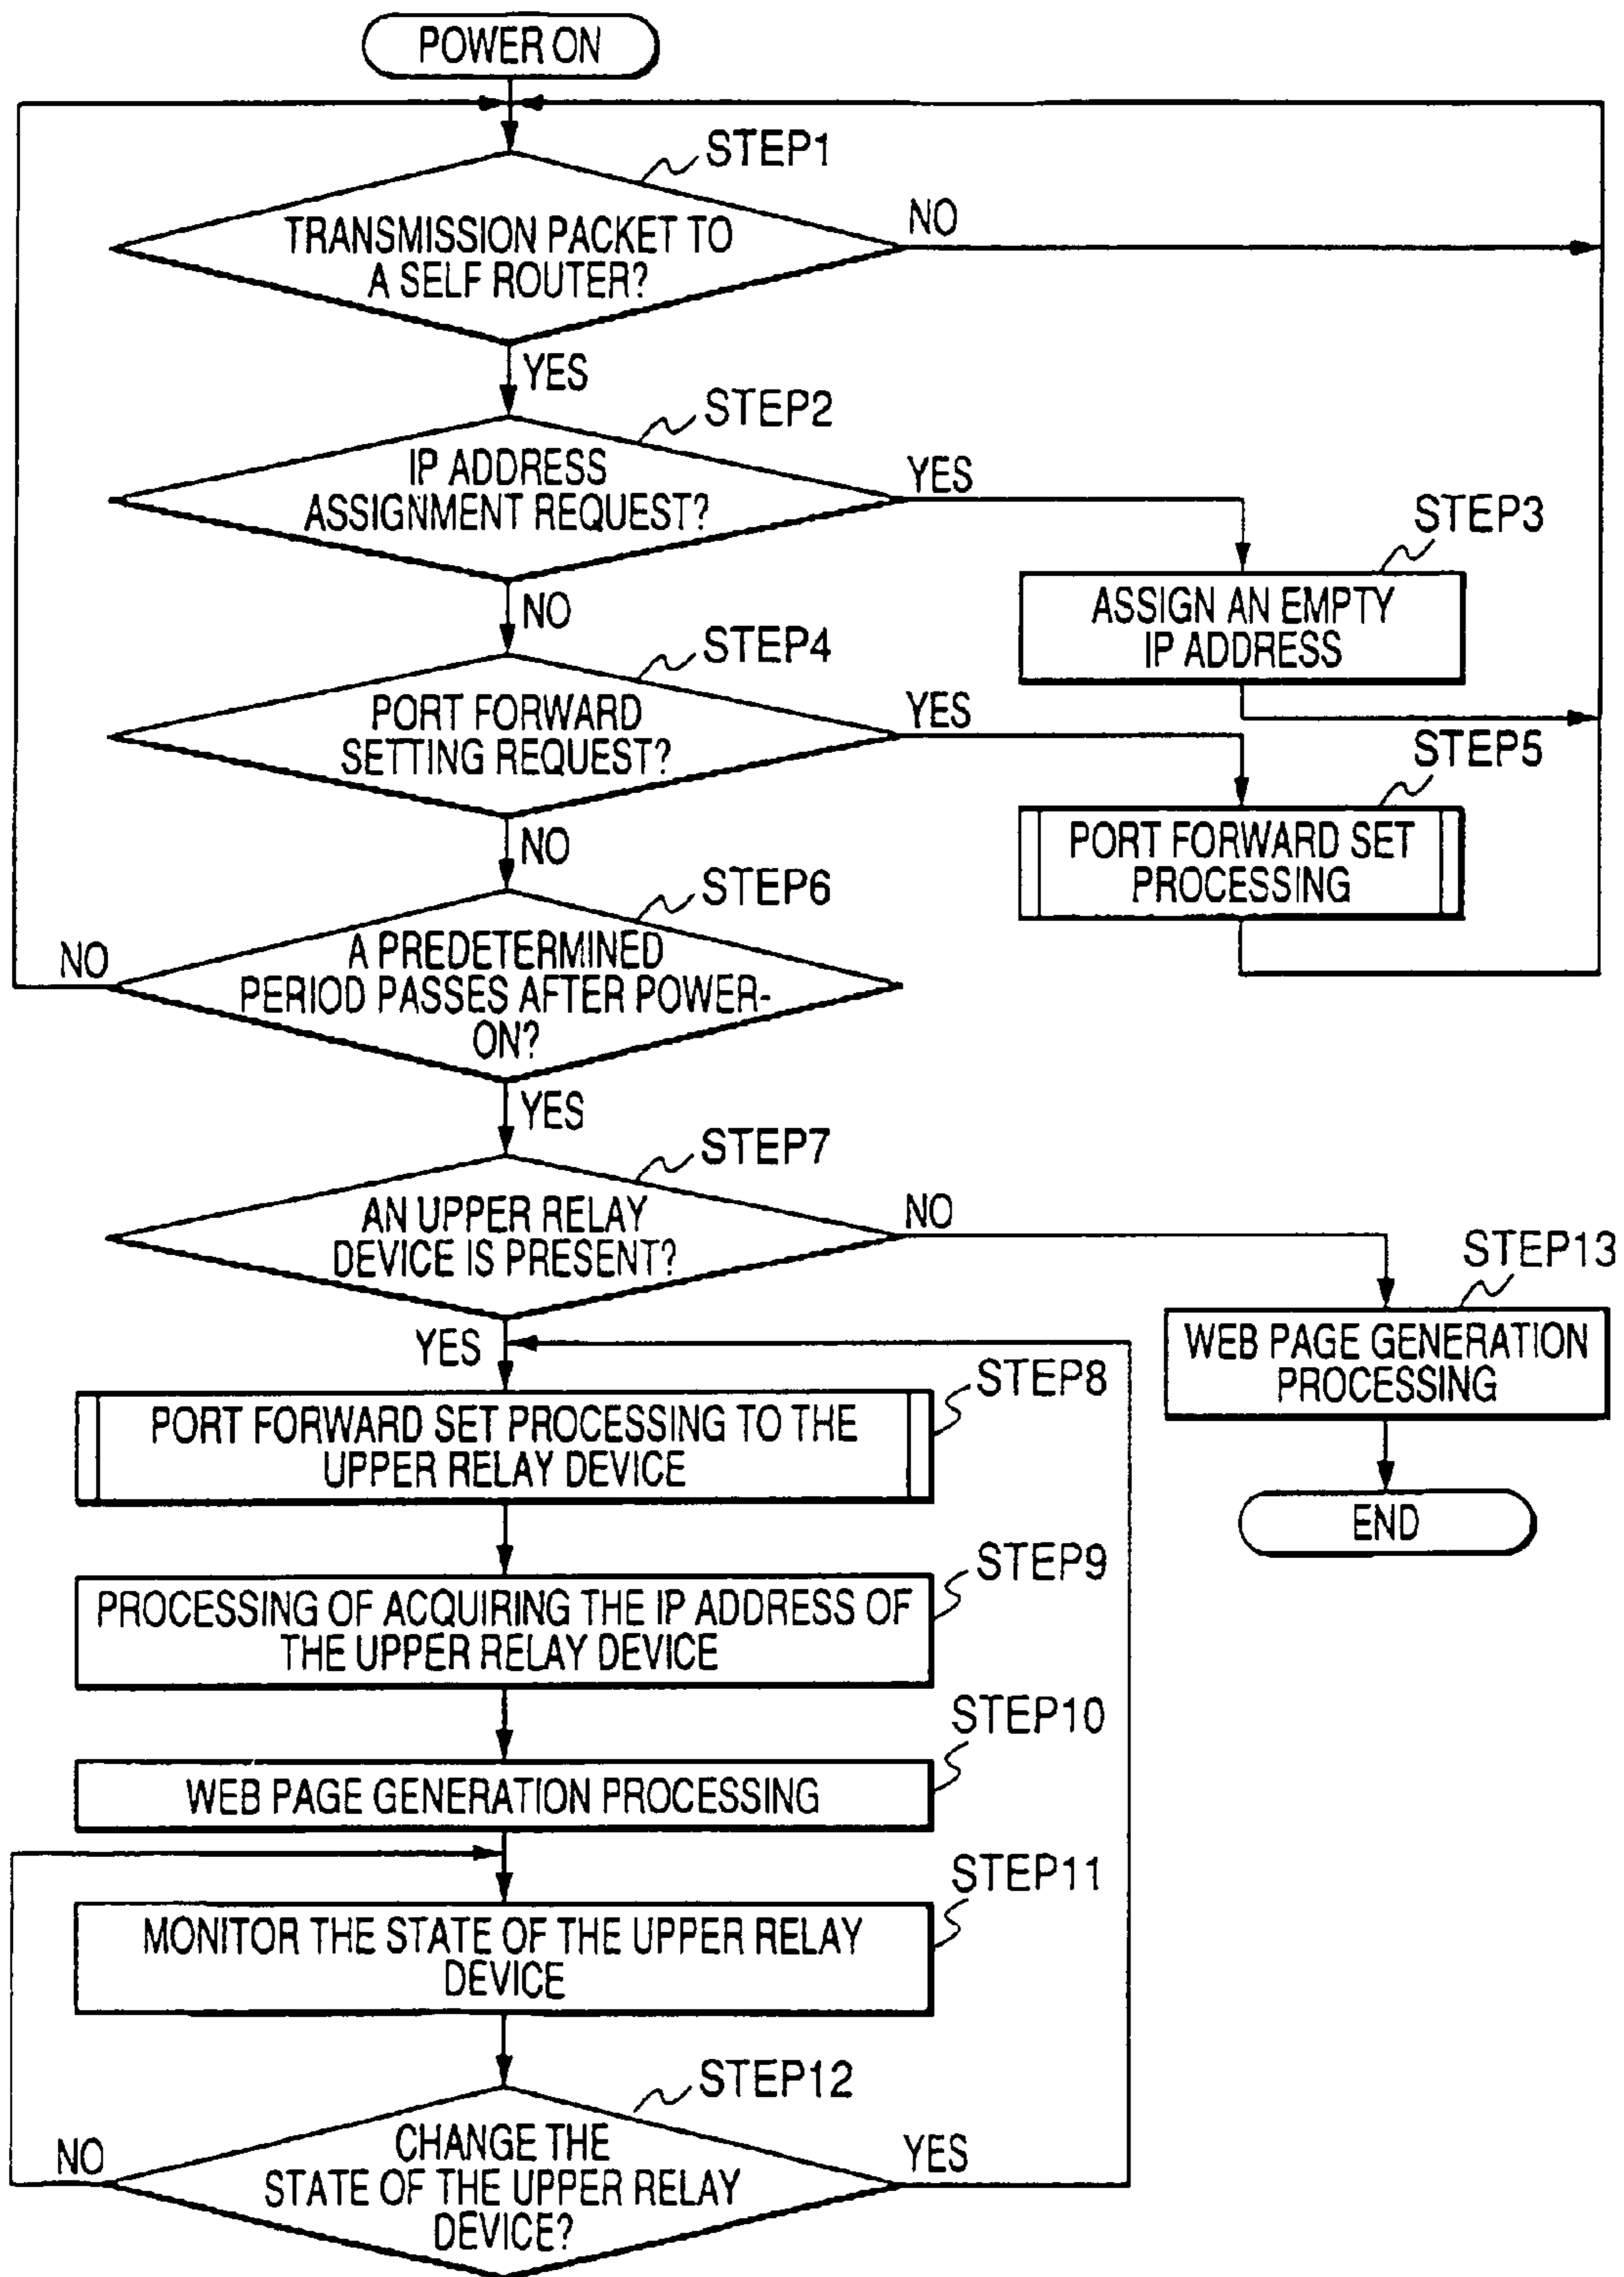 POWER ON
STEP1
TRANSMISSION PACKET TO
A SELF ROUTER?
NO
YES
STEP2
IP ADDRESS
ASSIGNMENT REQUEST?
YES
STEP3
ASSIGN AN EMPTY
IP ADDRESS
NO
STEP4
PORT FORWARD
SETTING REQUEST?
YES
STEP5
PORT FORWARD SET
PROCESSING
NO
STEP6
A PREDETERMINED
PERIOD PASSES AFTER POWER-
ON?
NO
YES
STEP7
AN UPPER RELAY
DEVICE IS PRESENT?
NO
STEP13
WEB PAGE GENERATION
PROCESSING
END
YES
STEP8
PORT FORWARD SET PROCESSING TO THE
UPPER RELAY DEVICE
STEP9
PROCESSING OF ACQUIRING THE IP ADDRESS OF
THE UPPER RELAY DEVICE
STEP10
WEB PAGE GENERATION PROCESSING
STEP11
MONITOR THE STATE OF THE UPPER RELAY
DEVICE
STEP12
CHANGE THE
STATE OF THE UPPER RELAY
DEVICE?
NO
YES